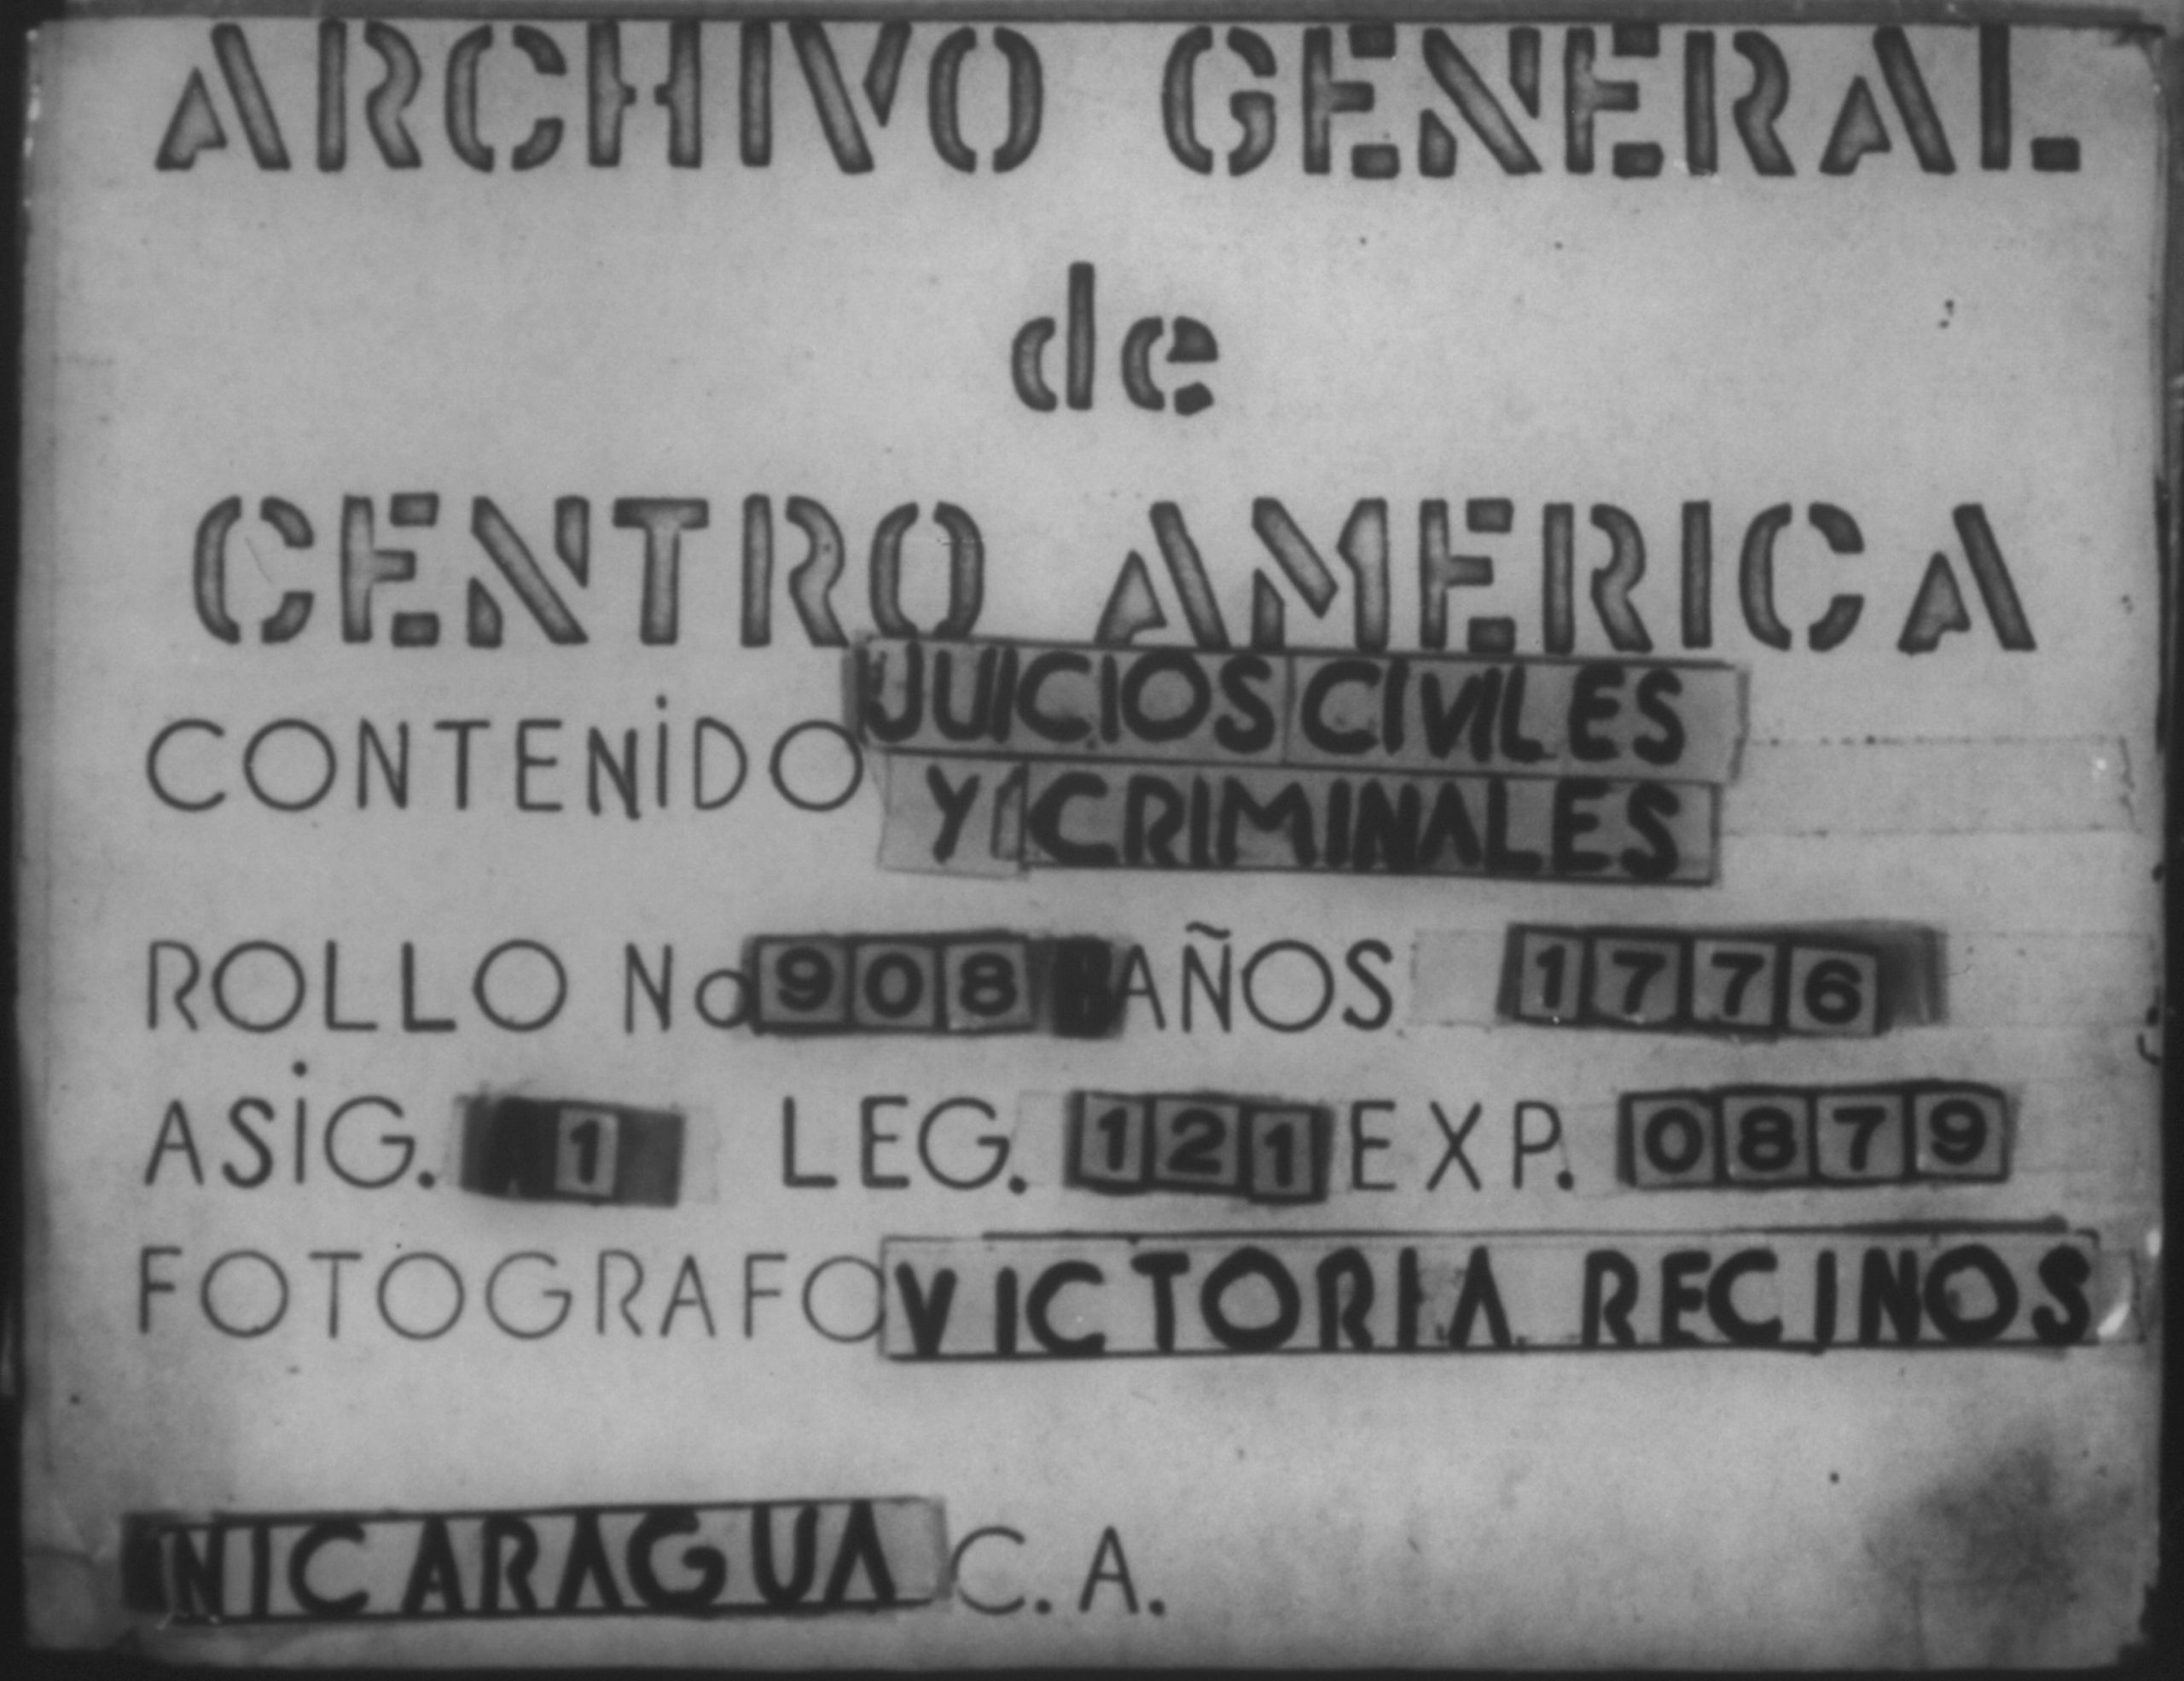 ARCHIVO GENERAL
de
CENTRO AMERICA
CONTENIDO JUICIOS CIVILES
Y CRIMINALES
ROLLO No 908 AÑOS 1776
ASIG. 1 LEG. 121 EXP. 0879
FOTOGRAFO VICTORIA RECINOS
NICARAGUA C.A.